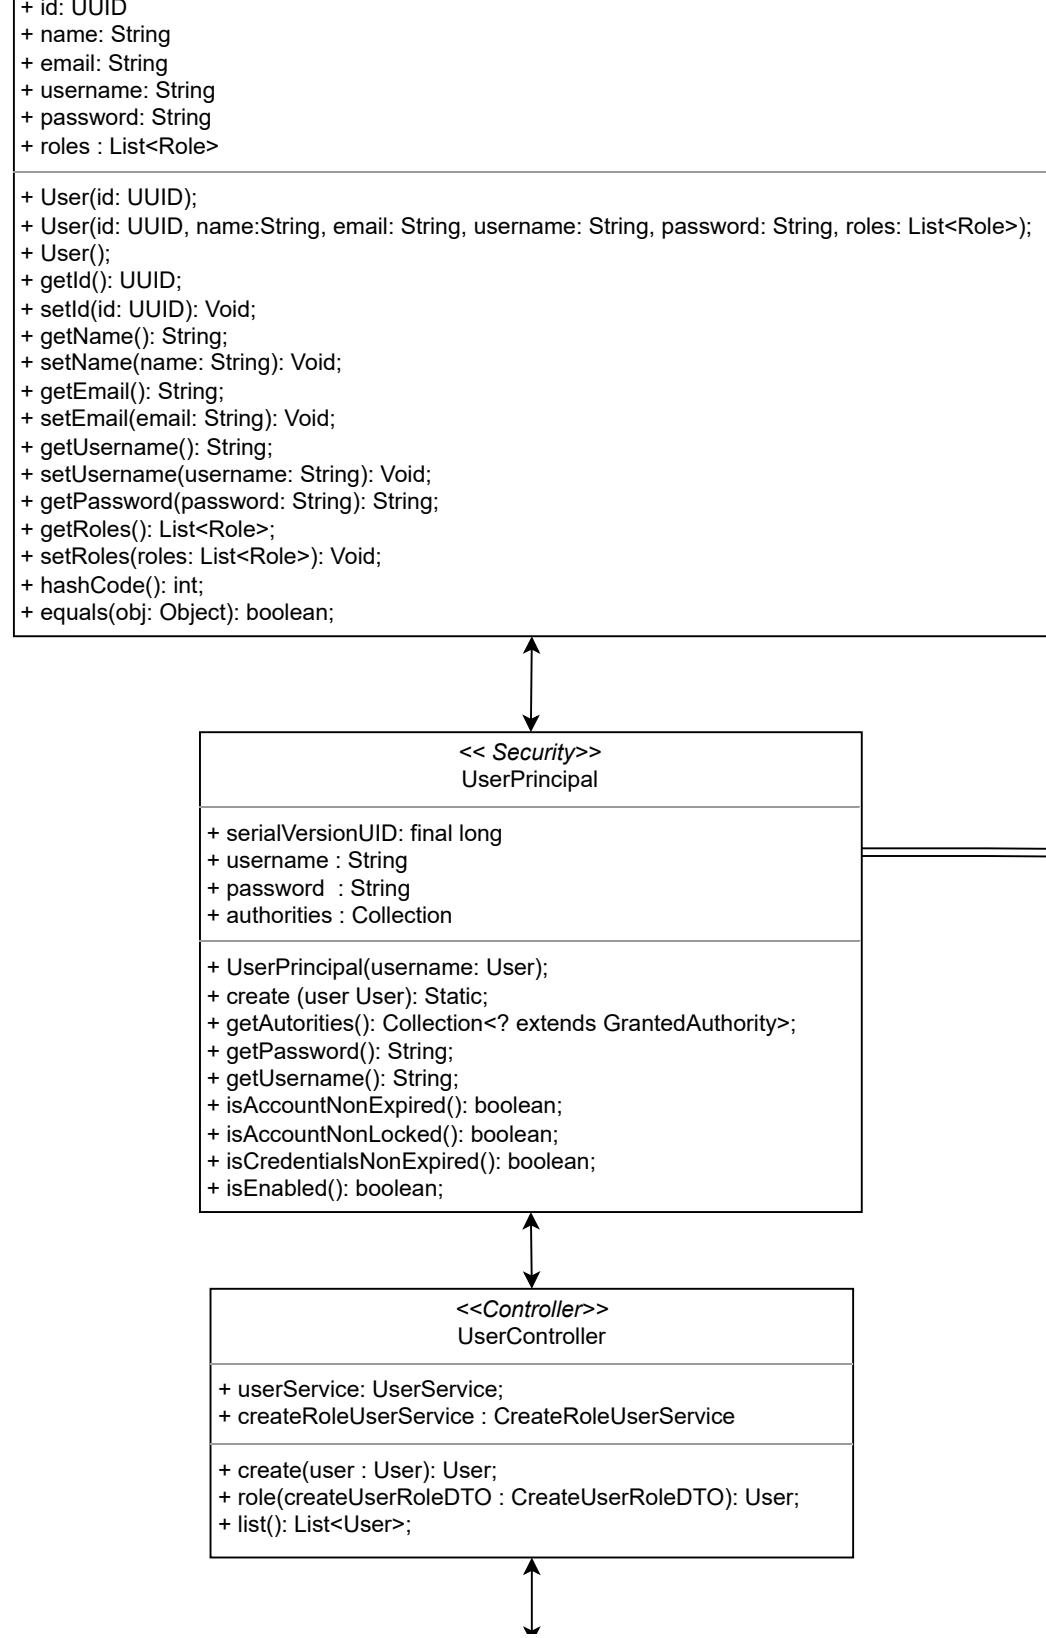 + id: UUID
+ name: String
+ email: String
+ username: String
+ password: String
+ roles : List<Role>
+ User(id: UUID);
+ User(id: UUID, name:String, email: String, username: String, password: String, roles: List<Role>);
+ User();
+ getId(): UUID;
+ setId(id: UUID): Void;
+ getName(): String;
+ setName(name: String): Void;
+ getEmail(): String;
+ setEmail(email: String): Void;
+ getUsername(): String;
+ setUsername(username: String): Void;
+ getPassword(password: String): String;
+ getRoles(): List<Role>;
+ setRoles(roles: List<Role>): Void;
+ hashCode(): int;
+ equals(obj: Object): boolean;
<< Security>>
UserPrincipal
+ serialVersionUID: final long
+ username : String
+ password  : String
+ authorities : Collection
+ UserPrincipal(username: User);
+ create (user User): Static;
+ getAutorities(): Collection<? extends GrantedAuthority>;
+ getPassword(): String;
+ getUsername(): String;
+ isAccountNonExpired(): boolean;
+ isAccountNonLocked(): boolean;
+ isCredentialsNonExpired(): boolean;
+ isEnabled(): boolean;
<<Controller>>
UserController
+ userService: UserService;
+ createRoleUserService : CreateRoleUserService
+ create(user : User): User;
+ role(createUserRoleDTO : CreateUserRoleDTO): User;
+ list(): List<User>;